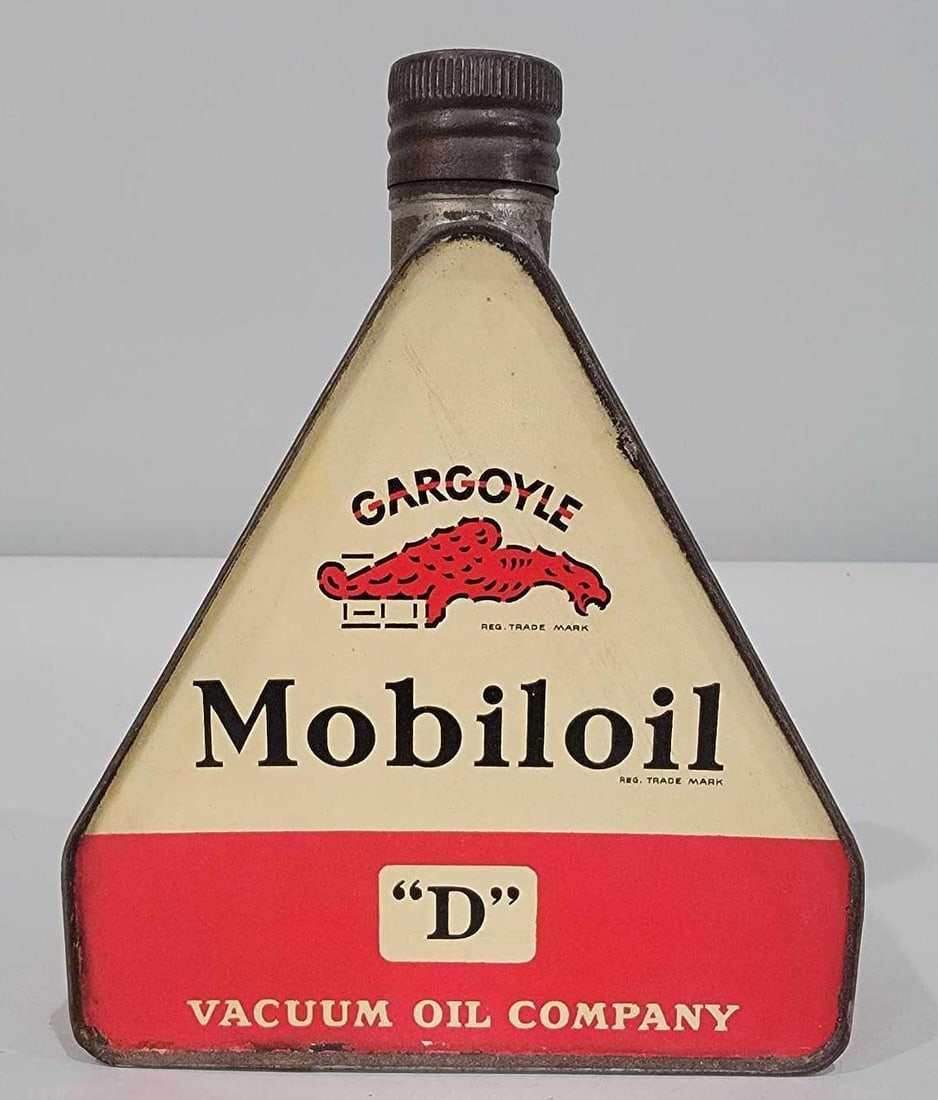 GARGOYLE
REG. TRADE MARK
Mobiloil
REG. TRADE MARK
“D”
VACUUM OIL COMPANY